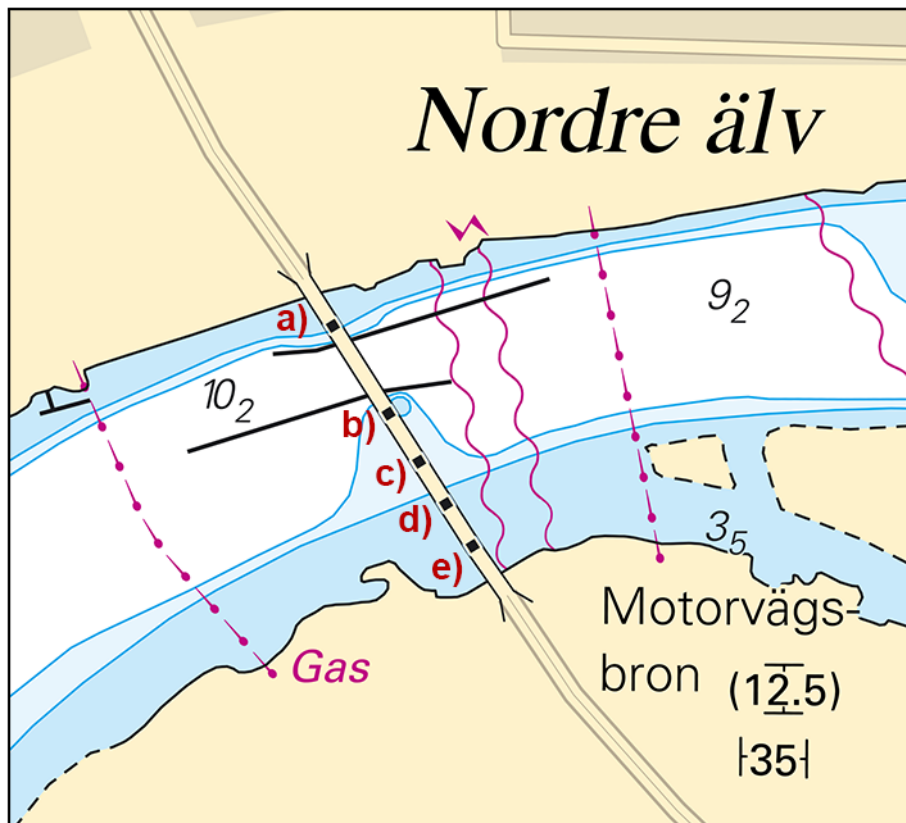 Nordre älv
a)
9₂
10₂
b)
c)
d)
3₅
e)
Motorvägs-
Gas
bron
(12.5)
35